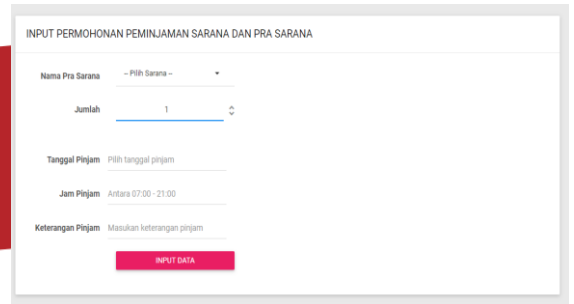 INPUT PERMOHONAN PEMINJAMAN SARANA DAN PRA SARANA
Nama Pra Sarana -- Pilih Sarana --
Jumlah 1
Tanggal Pinjam Pilih tanggal pinjam
Jam Pinjam Antara 07:00 - 21:00
Keterangan Pinjam Masukan keterangan pinjam
INPUT DATA